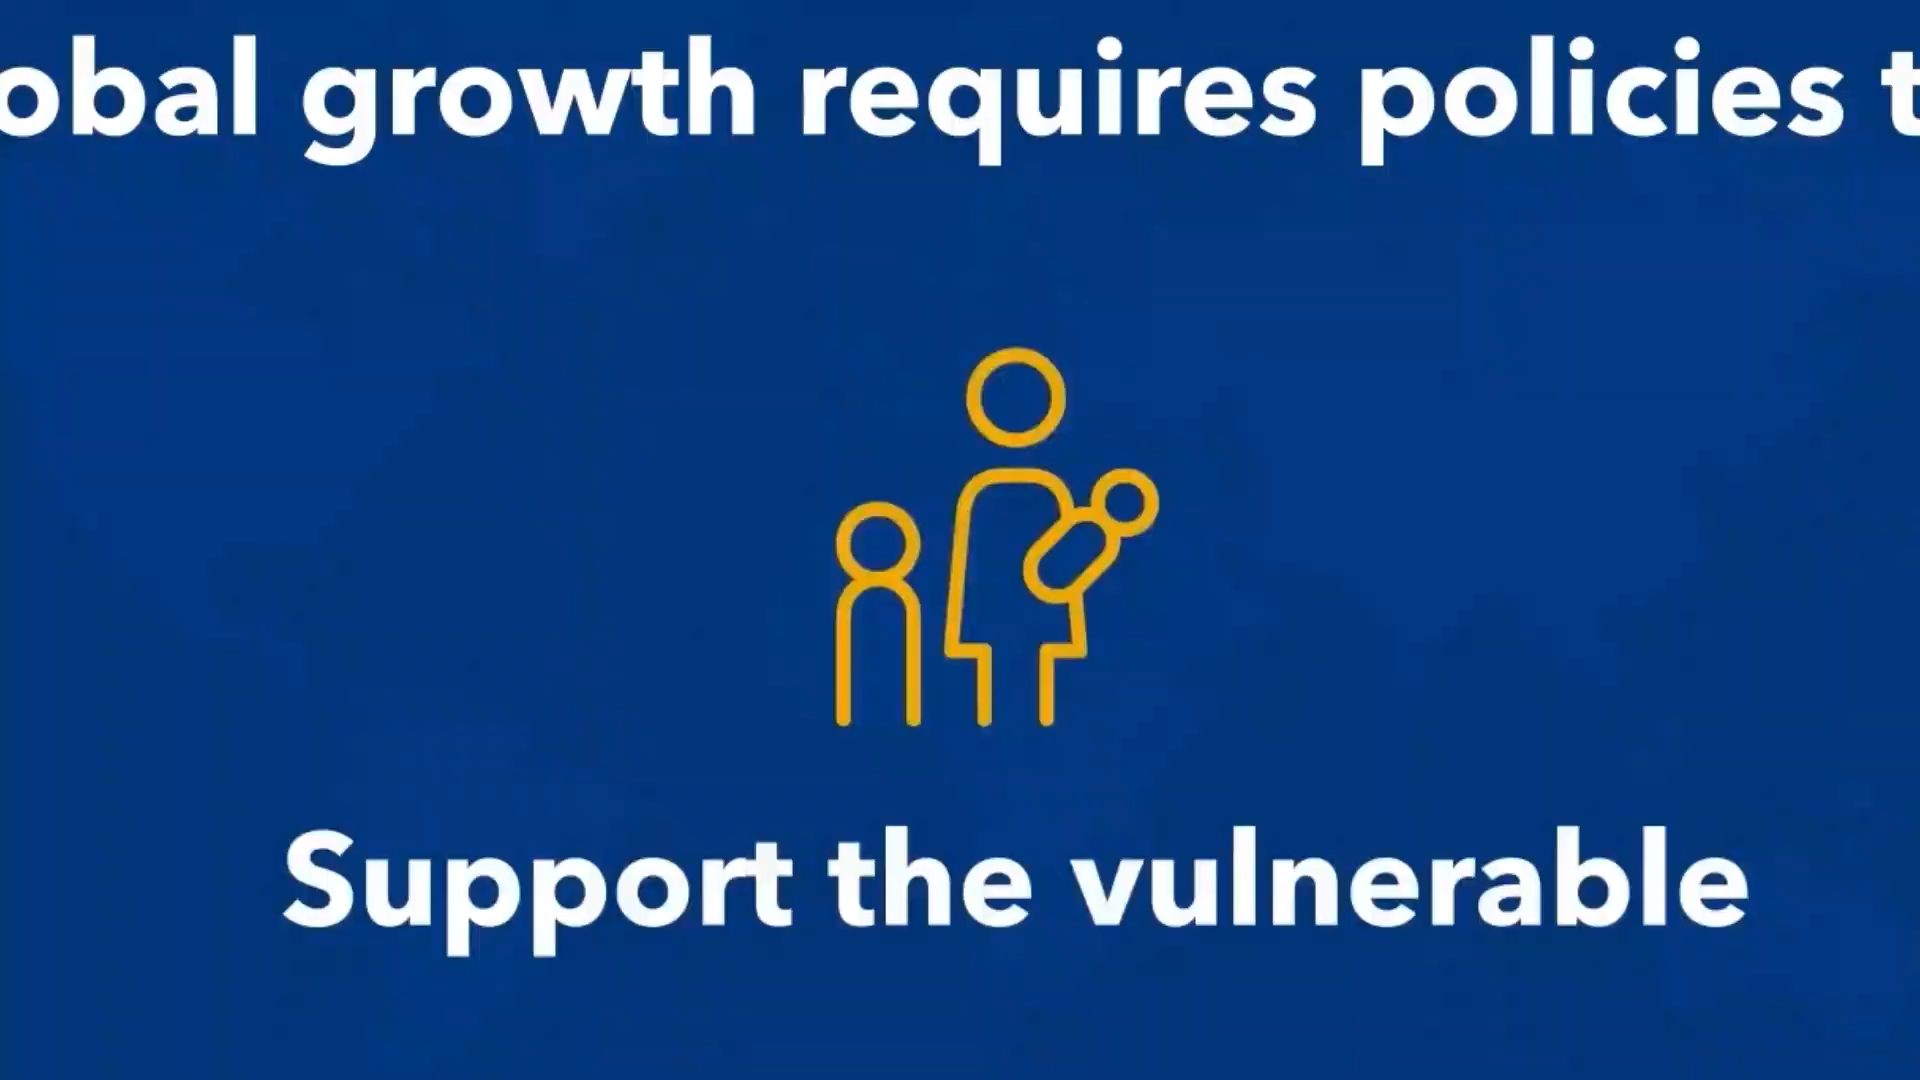 obal growth requires policies t
Support the vulnerable